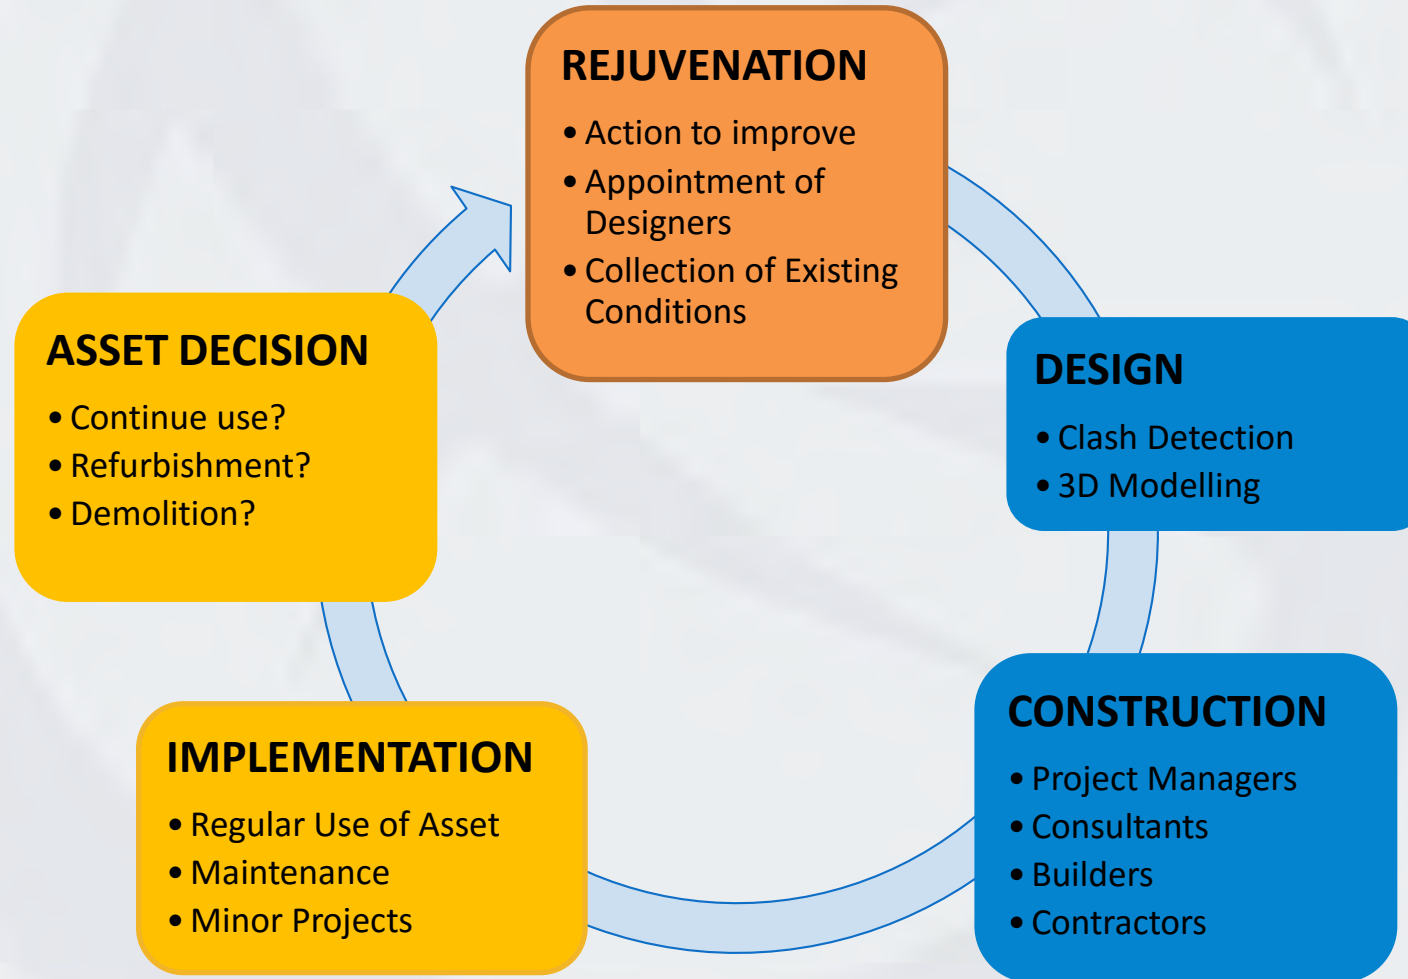 REJUVENATION
• Action to improve
• Appointment of
Designers
• Collection of Existing
Conditions
DESIGN
• Clash Detection
• 3D Modelling
CONSTRUCTION
• Project Managers
• Consultants
• Builders
• Contractors
IMPLEMENTATION
• Regular Use of Asset
• Maintenance
• Minor Projects
ASSET DECISION
• Continue use?
• Refurbishment?
• Demolition?